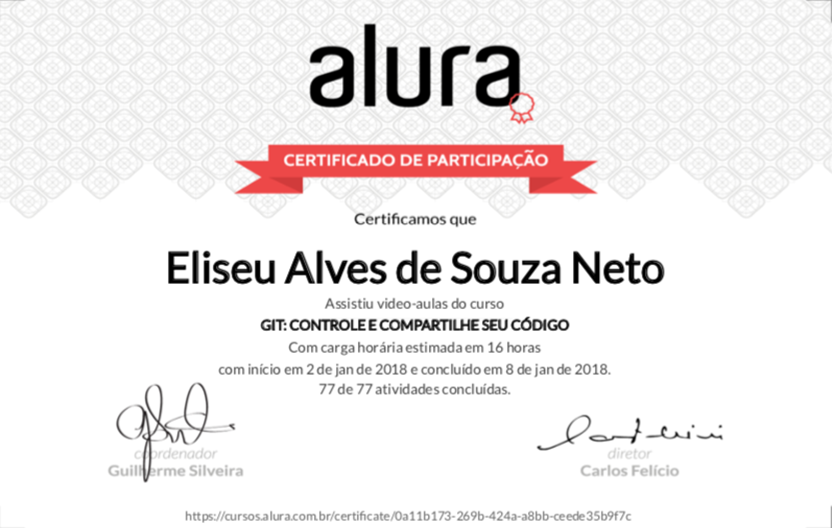 alura
CERTIFICADO DE PARTICIPAÇÃO
Certificamos que
Eliseu Alves de Souza Neto
Assistiu video-aulas do curso
GIT: CONTROLE E COMPARTILHE SEU CÓDIGO
Com carga horária estimada em 16 horas
com início em 2 de jan de 2018 e concluído em 8 de jan de 2018.
77 de 77 atividades concluídas.
coordenador
Guilherme Silveira
diretor
Carlos Felício
https://cursos.alura.com.br/certificate/0a11b173-269b-424a-a8bb-ceede35b9f7c